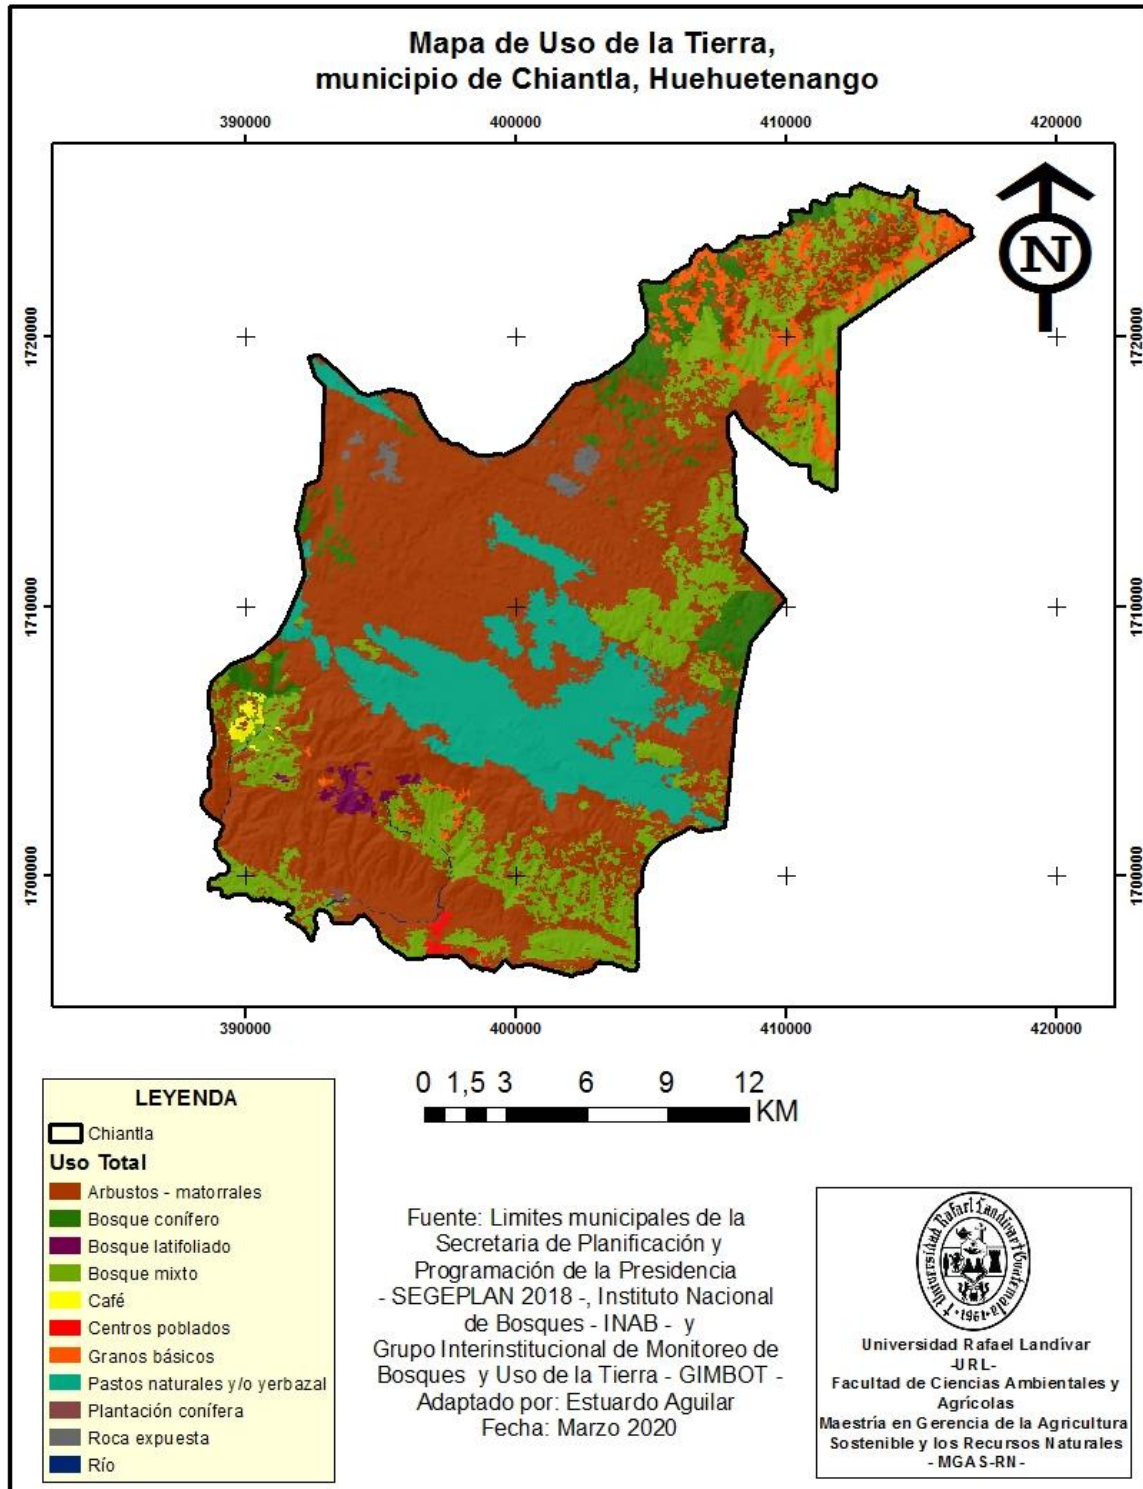 Mapa de Uso de la Tierra,
municipio de Chiantla, Huehuetenango
390000 400000 410000 420000
N
1720000 1720000
1710000 1710000
1700000 1700000
390000 400000 410000 420000
LEYENDA
Chiantla
Uso Total
Arbustos - matorrales
Bosque conífero
Bosque latifoliado
Bosque mixto
Café
Centros poblados
Granos básicos
Pastos naturales y/o yerbazal
Plantación conífera
Roca expuesta
Río
0 1,5 3 6 9 12
KM
Fuente: Limites municipales de la
Secretaria de Planificación y
Programación de la Presidencia
- SEGEPLAN 2018 -, Instituto Nacional
de Bosques - INAB - y
Grupo Interinstitucional de Monitoreo de
Bosques y Uso de la Tierra - GIMBOT -
Adaptado por: Estuardo Aguilar
Fecha: Marzo 2020
Universidad Rafael Landívar Guatemala
1961
Universidad Rafael Landívar
-URL-
Facultad de Ciencias Ambientales y
Agrícolas
Maestría en Gerencia de la Agricultura
Sostenible y los Recursos Naturales
- MGAS-RN -